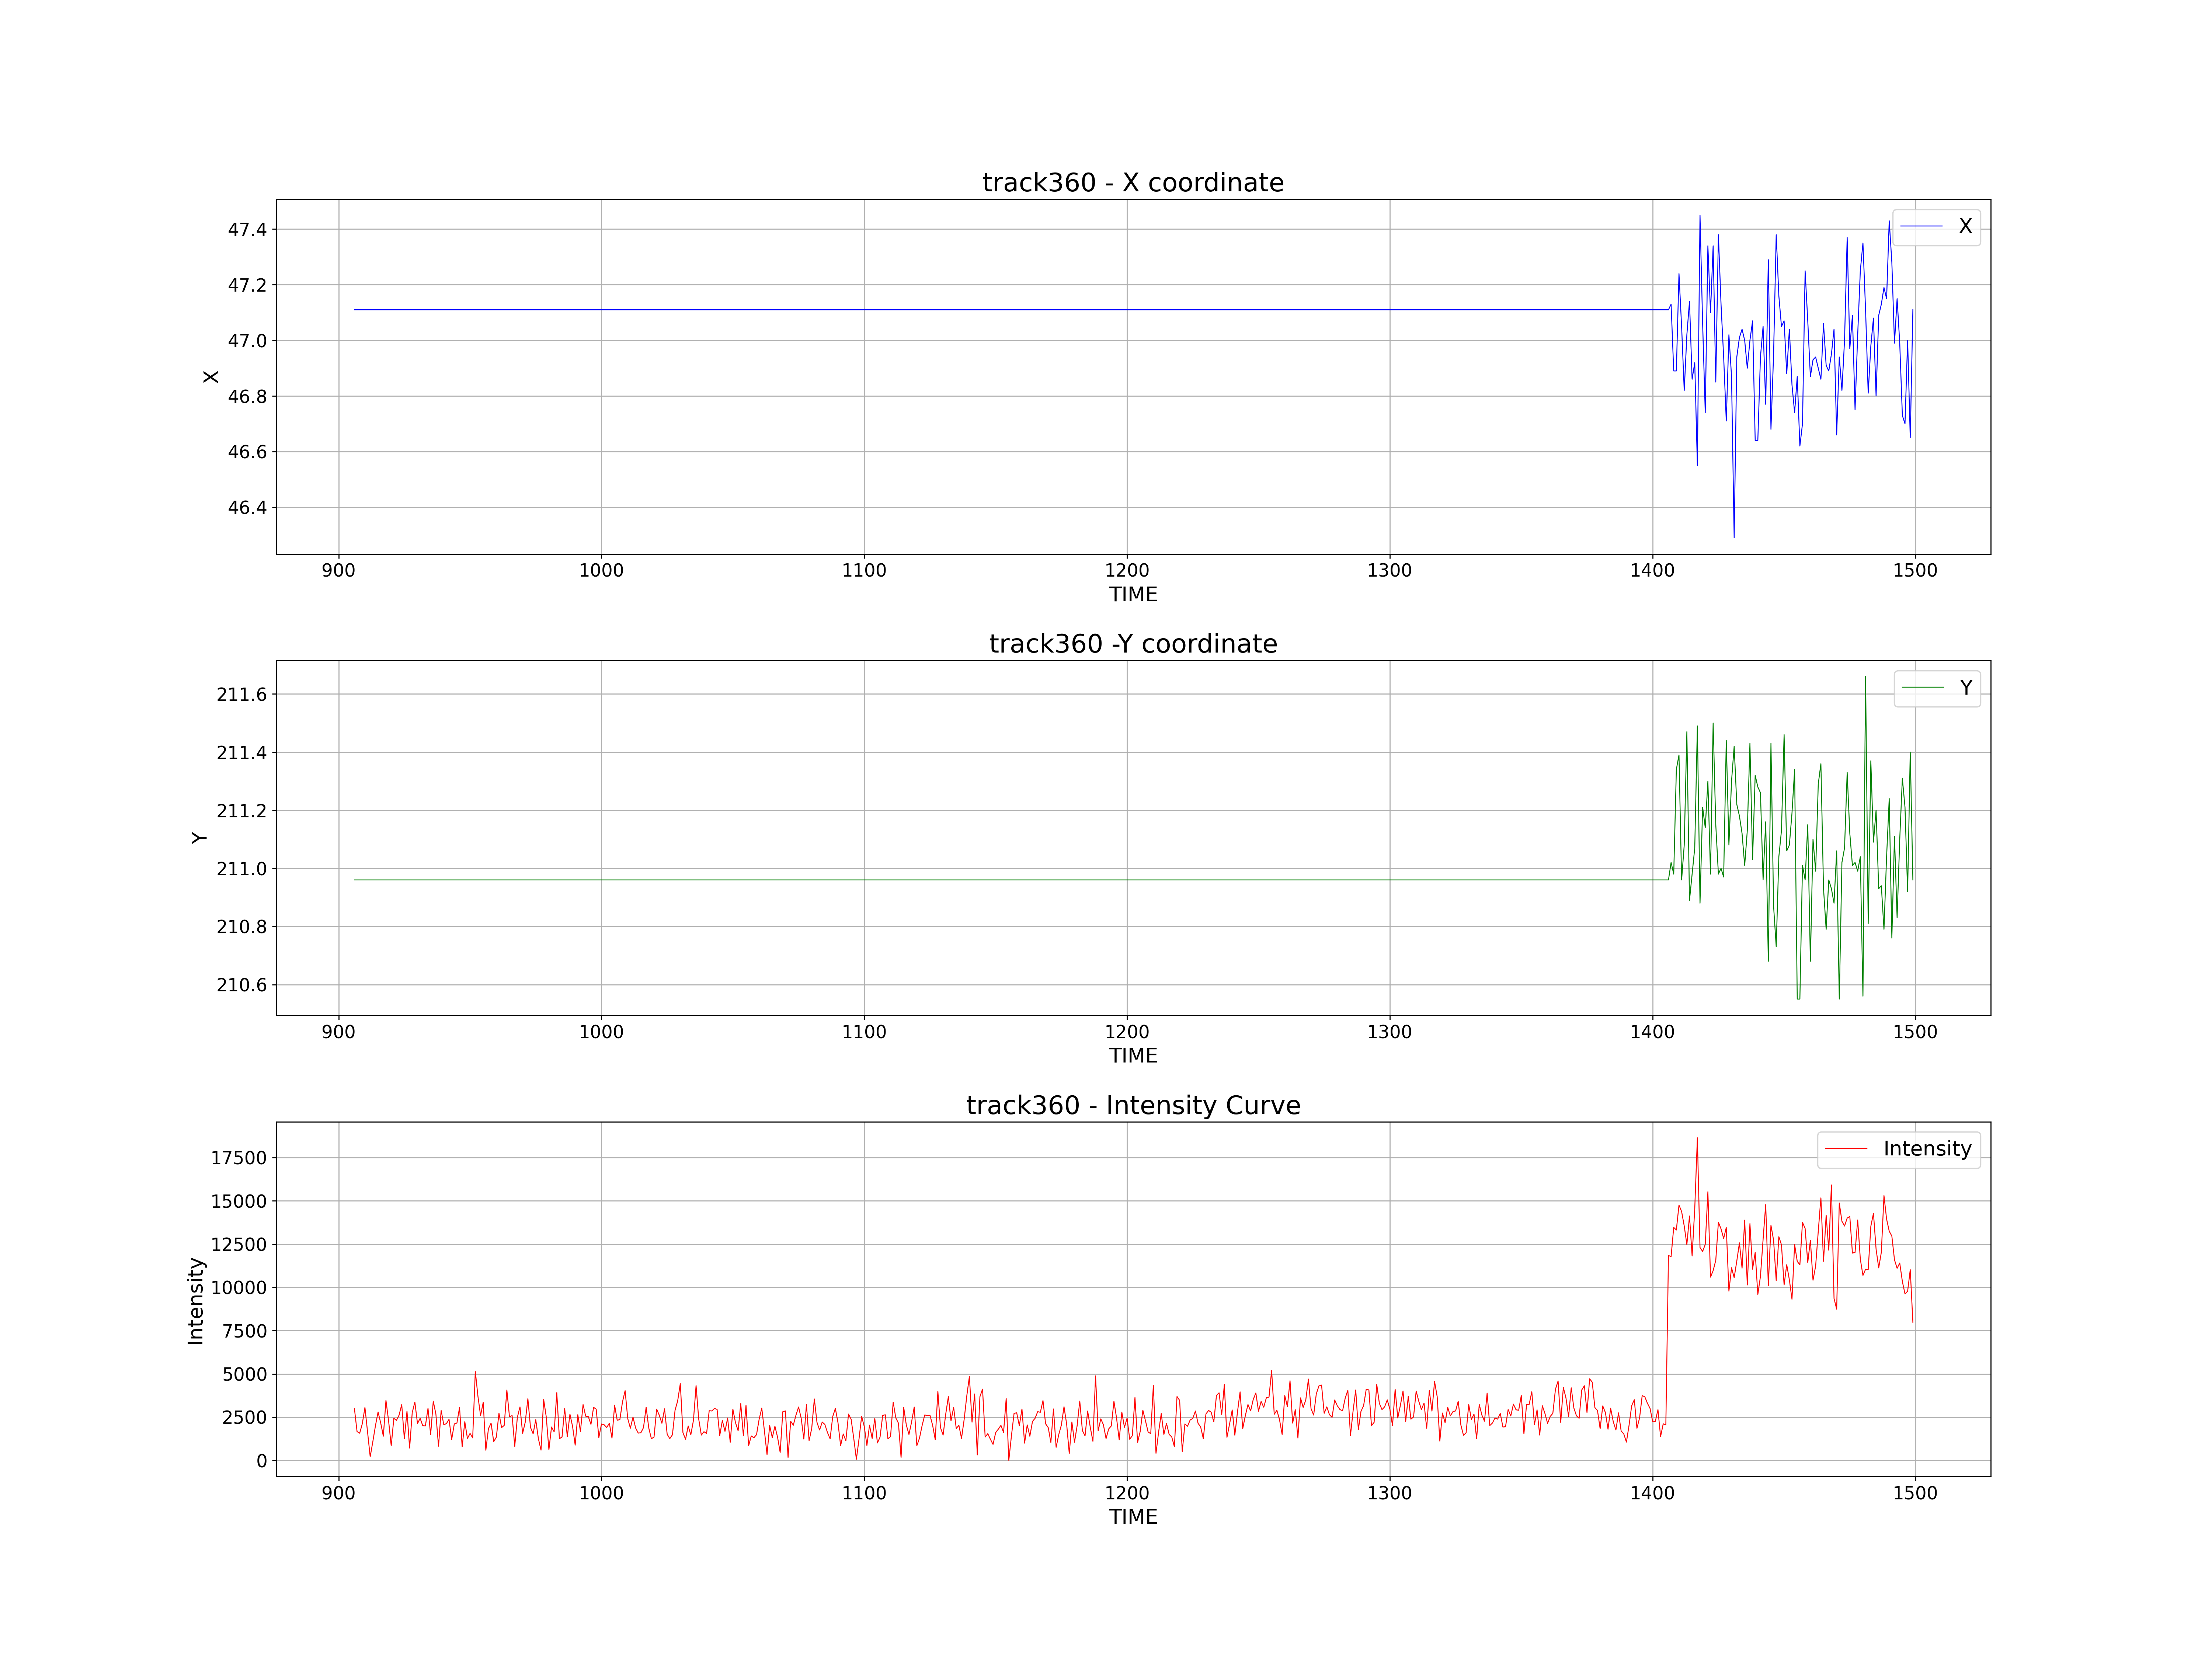 track360 - X coordinate
X
47.4
47.2
47.0
46.8
46.6
46.4
X
900 1000 1100 1200 1300 1400 1500
TIME
track360 -Y coordinate
Y
211.6
211.4
211.2
211.0
210.8
210.6
Y
900 1000 1100 1200 1300 1400 1500
TIME
track360 - Intensity Curve
Intensity
17500
15000
12500
10000
7500
5000
2500
0
Intensity
900 1000 1100 1200 1300 1400 1500
TIME